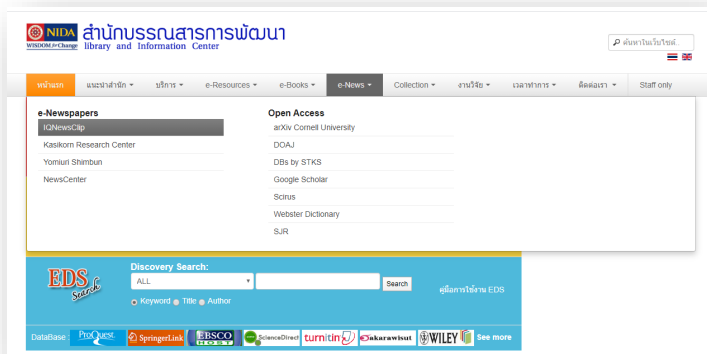 NIDA
WISDOM for Change
สำนักบรรณสารการพัฒนา
library and Information Center
ค้นหาในเว็บไซต์..
หน้าแรก แนะนำสำนัก บริการ e-Resources e-Books e-News Collection งานวิจัย เวลาทำการ ติดต่อเรา Staff only
e-Newspapers
IQNewsClip
Kasikorn Research Center
Yomiuri Shimbun
NewsCenter
Open Access
arXiv Cornell University
DOAJ
DBs by STKS
Google Scholar
Scirus
Webster Dictionary
SJR
EDS
Search
Discovery Search:
ALL
Search
Keyword Title Author
คู่มือการใช้งาน EDS
DataBase ProQuest SpringerLink EBSCO HOST ScienceDirect turnitin akarawisut WILEY See more